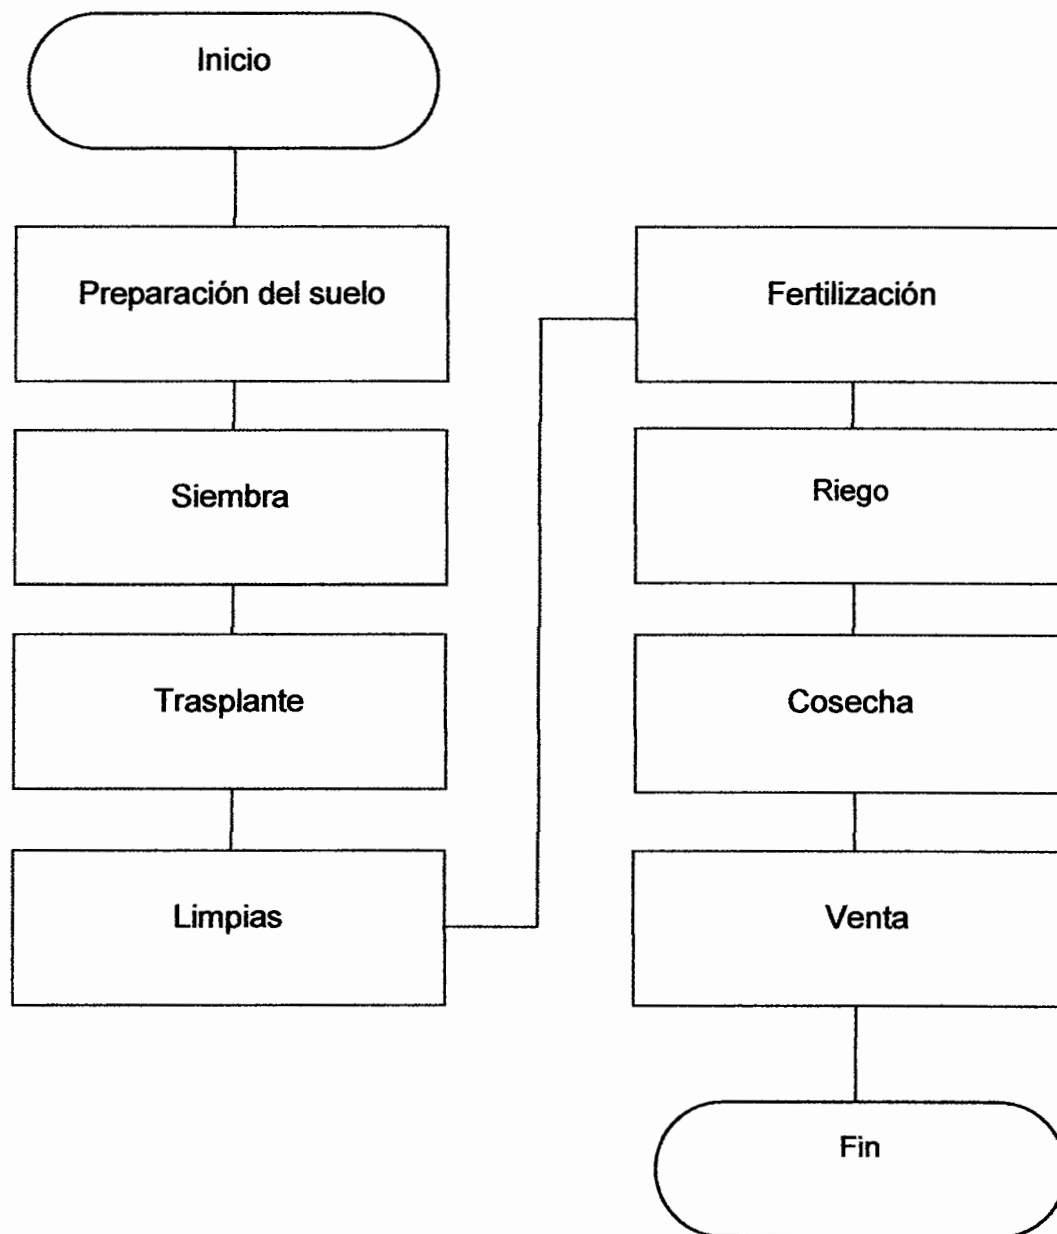 Inicio
Preparación del suelo
Siembra
Trasplante
Limpias
Fertilización
Riego
Cosecha
Venta
Fin